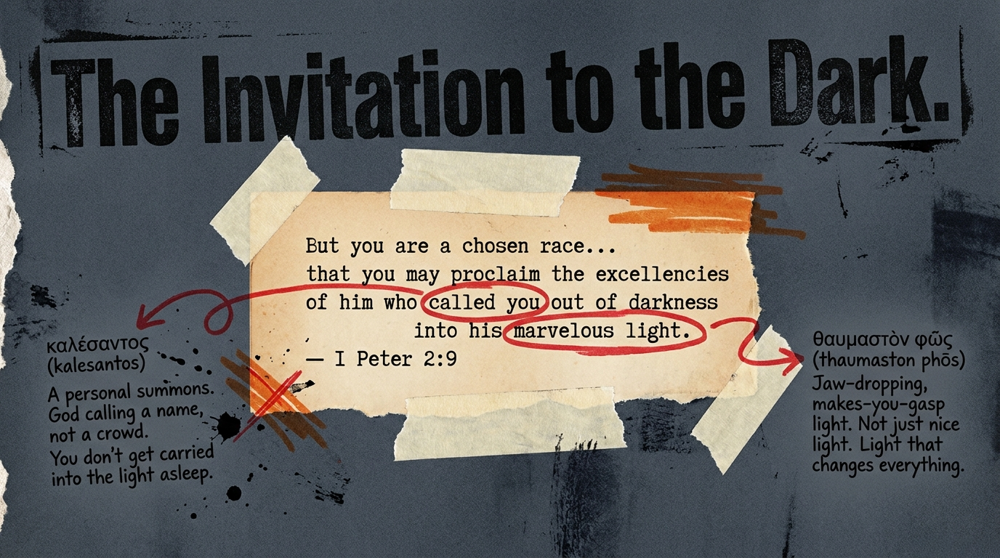 The Invitation to the Dark.
But you are a chosen race...
that you may proclaim the excellencies
of him who called you out of darkness
into his marvelous light.
— I Peter 2:9
καλέσαντος
(kalesantos)
A personal summons.
God calling a name,
not a crowd.
You don't get carried
into the light asleep.
θαυμαστὸν φῶς
(thaumaston phōs)
Jaw-dropping,
makes-you-gasp
light. Not just nice
light. Light that
changes everything.